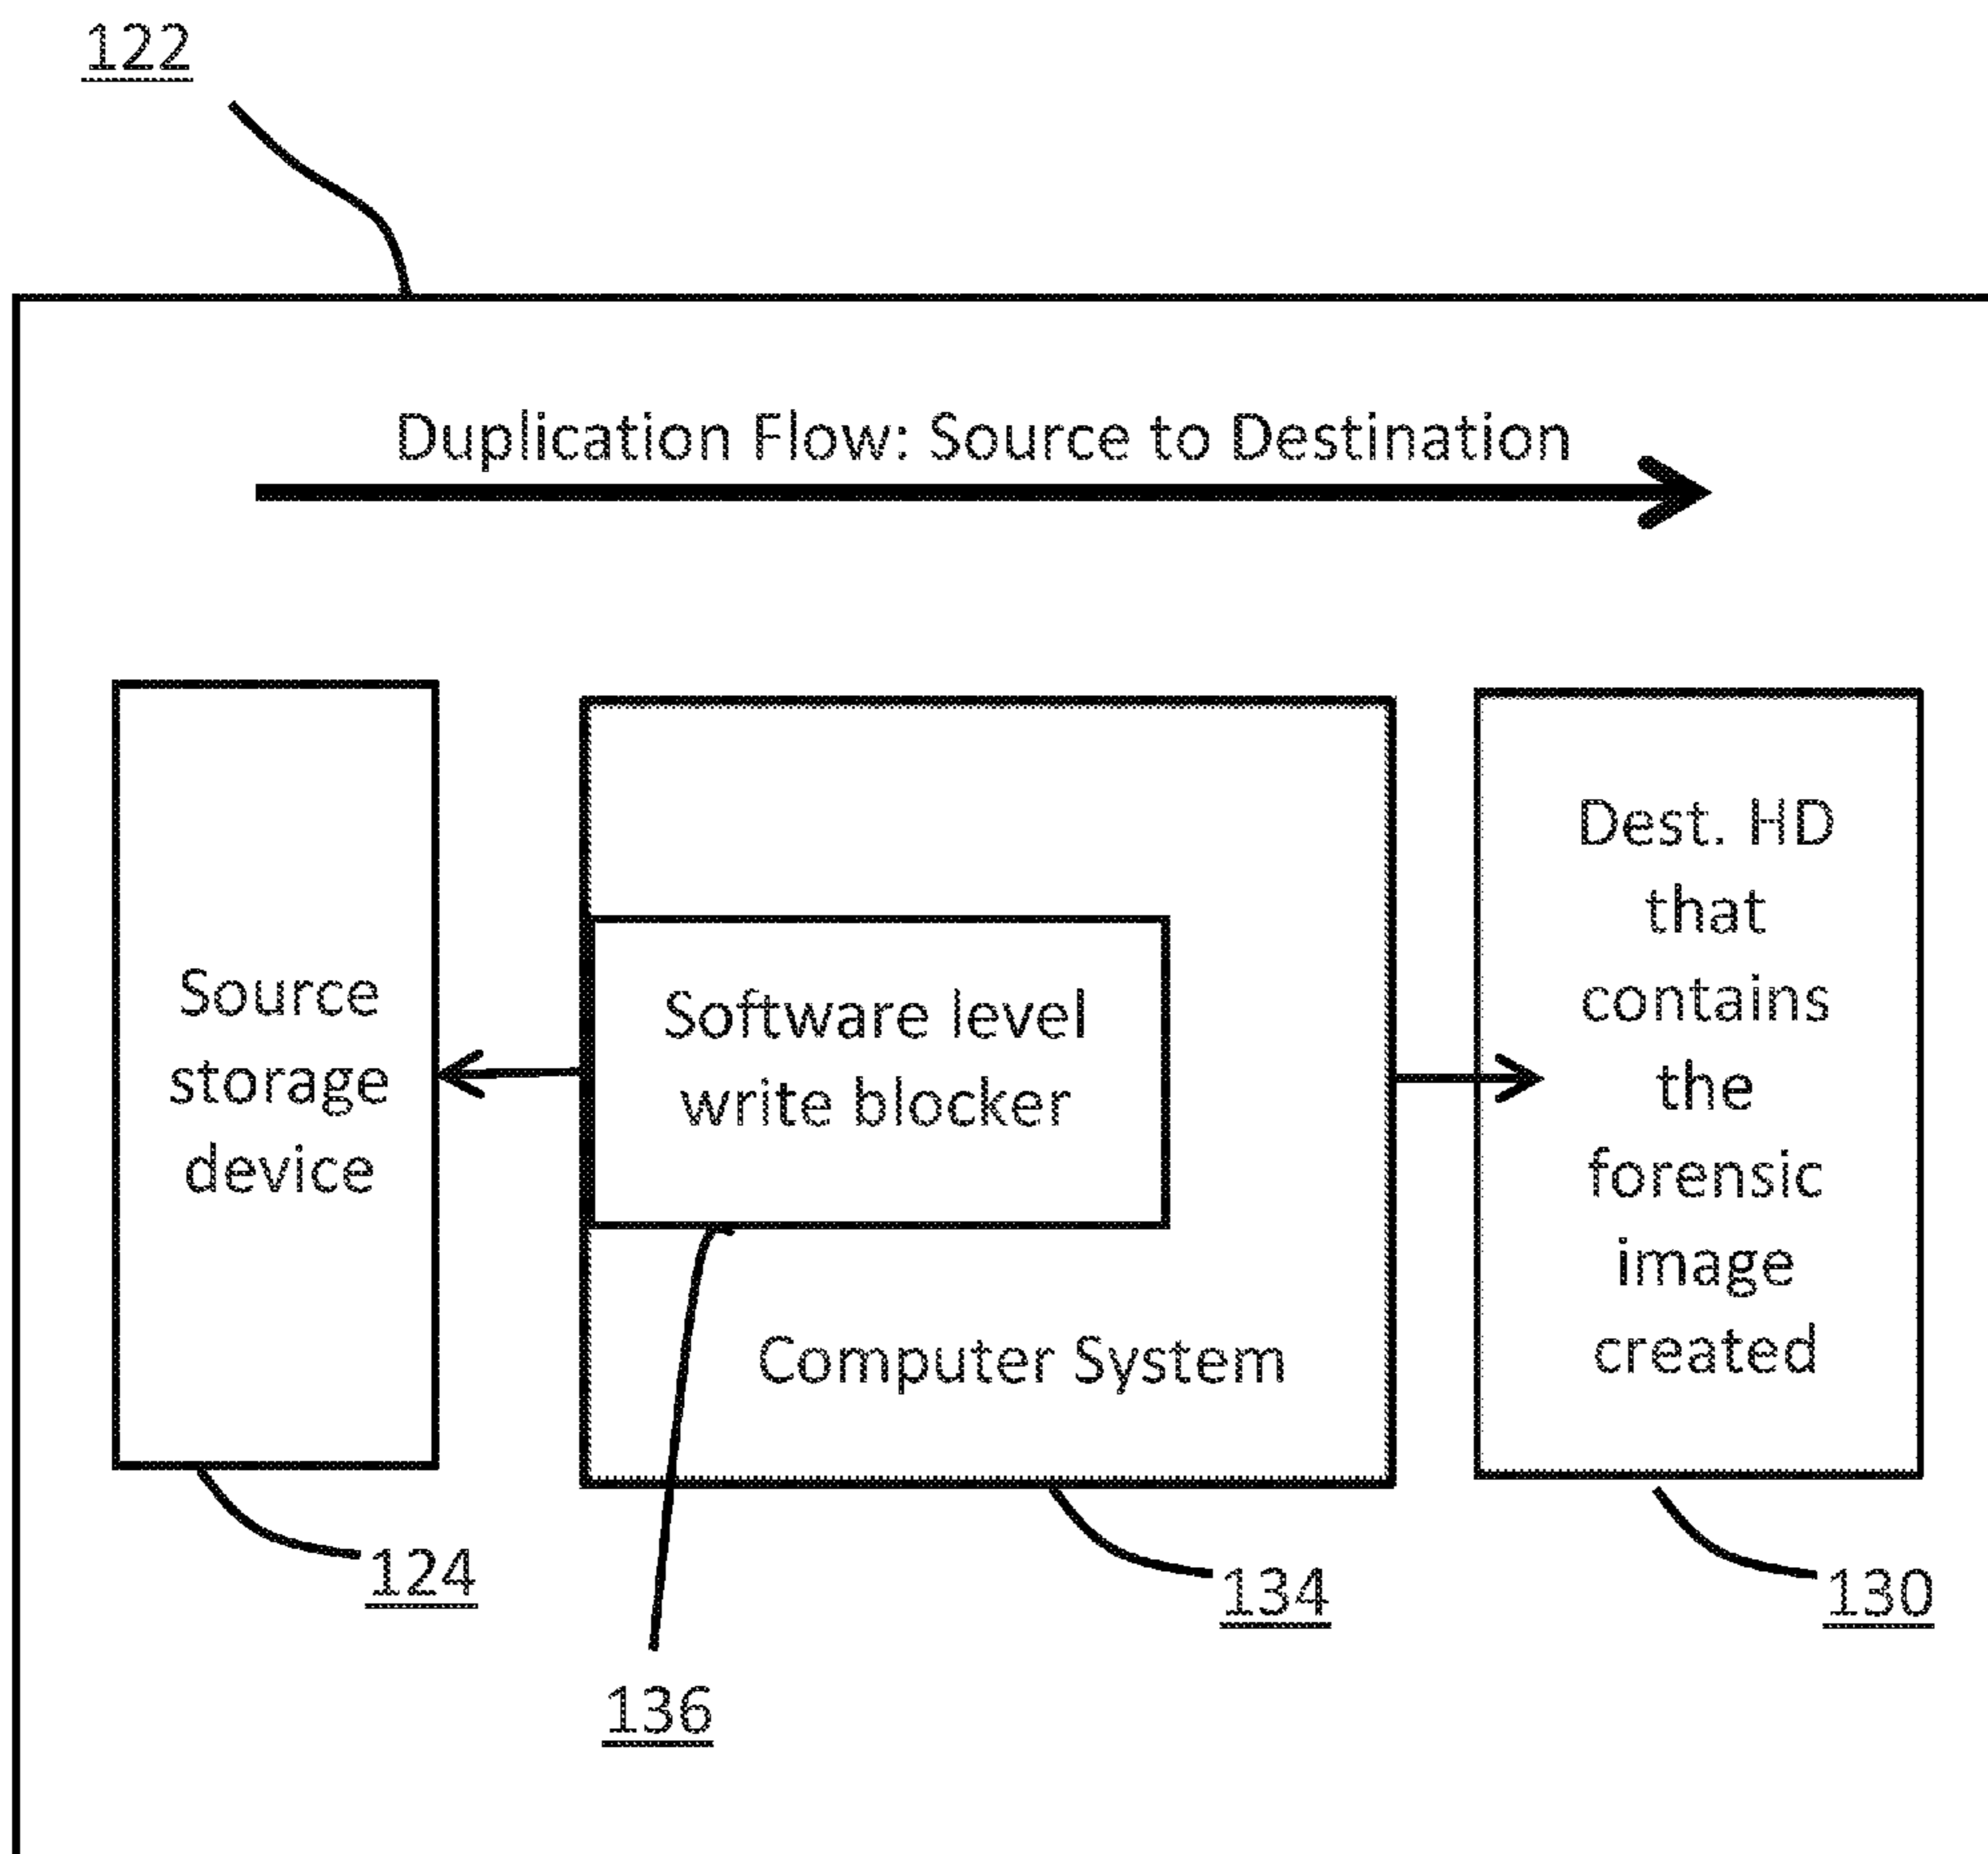 122
Duplication Flow: Source to Destination
Source
storage
device
Software level
write blocker
Computer System
Dest. HD
that
contains
the
forensic
image
created
124
134
130
136